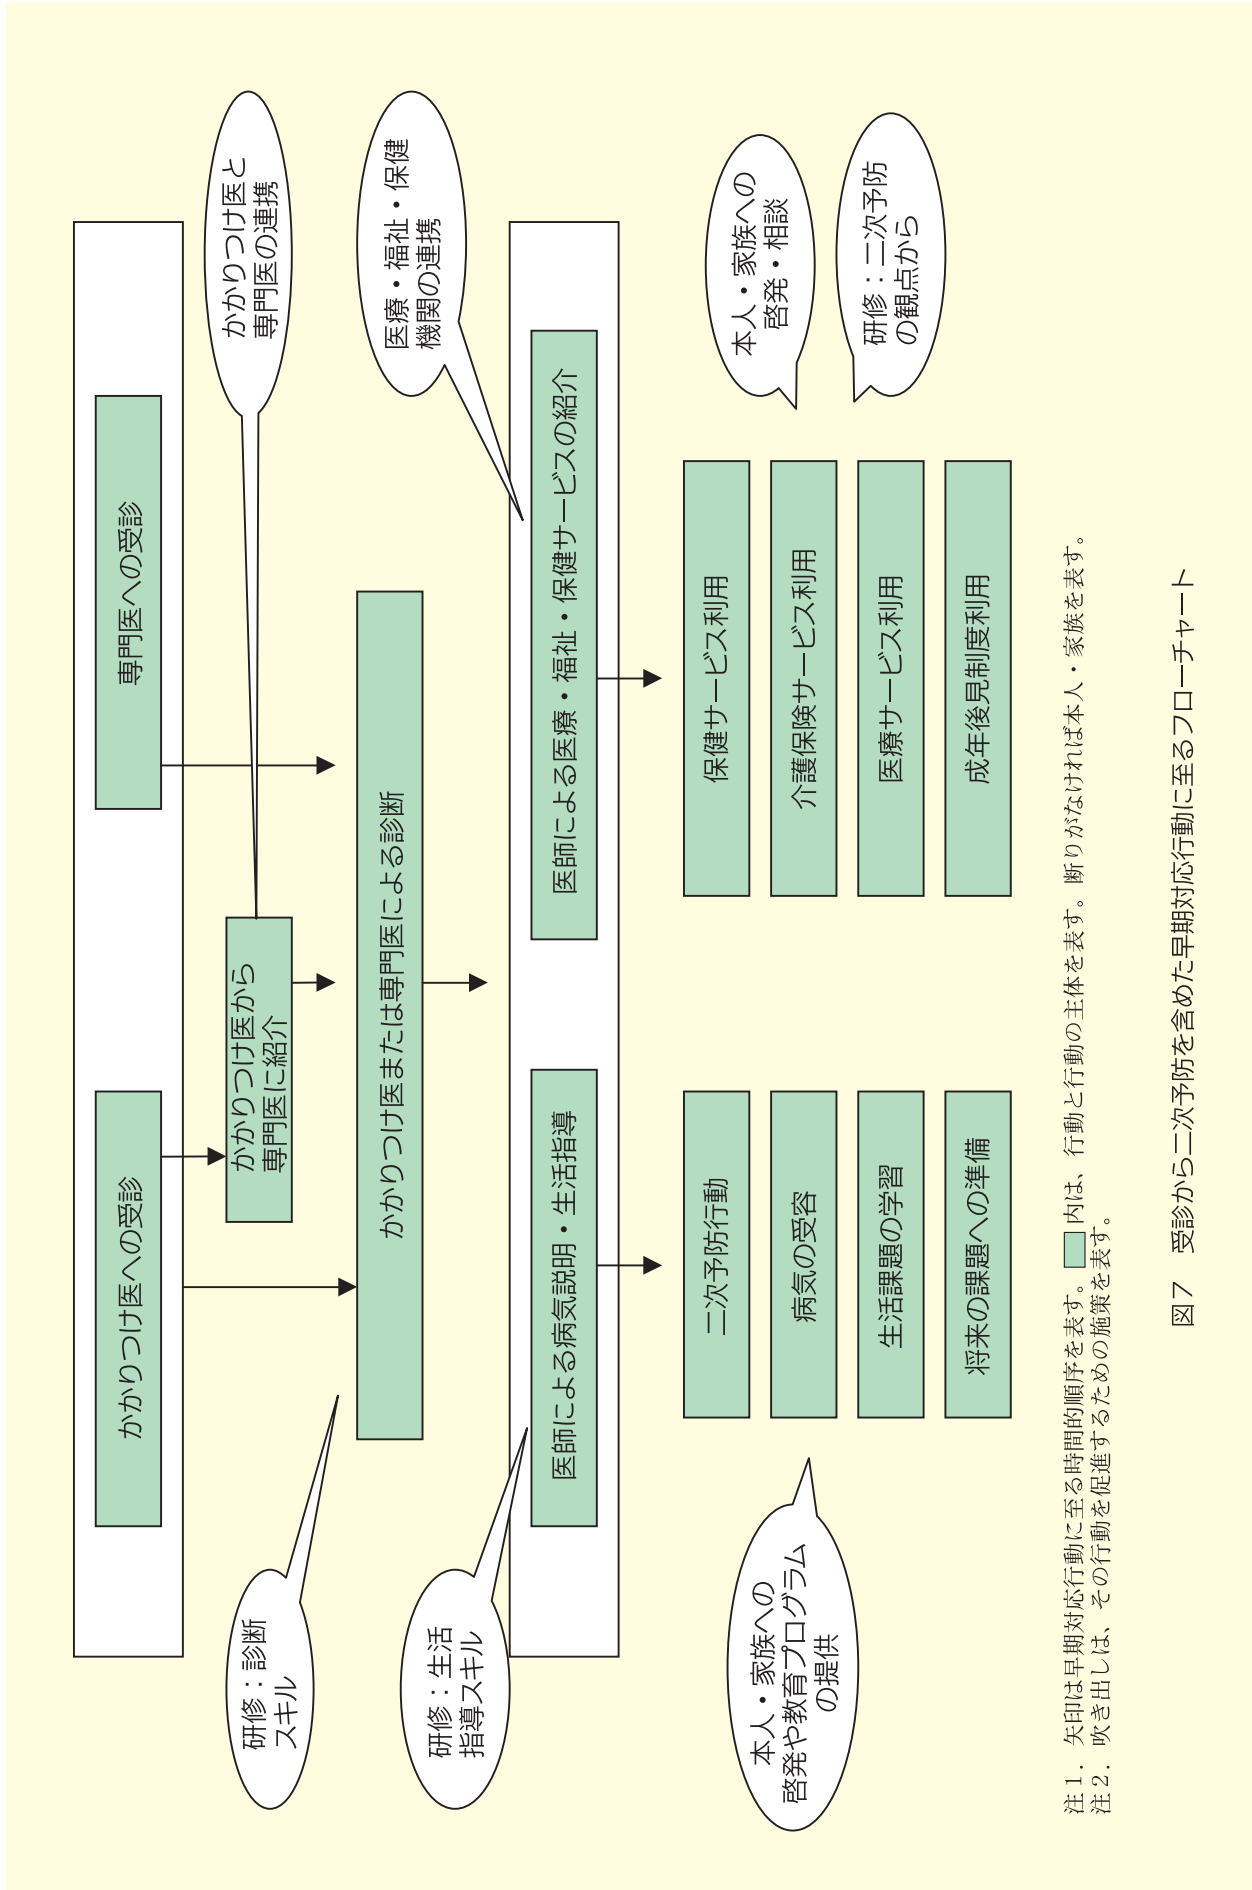 かかりつけ医への受診
専門医への受診
かかりつけ医と
専門医の連携
かかりつけ医から
専門医に紹介
研修：診断
スキル
かかりつけ医または専門医による診断
医療・福祉・保健
機関の連携
研修：生活
指導スキル
医師による病気説明・生活指導
医師による医療・福祉・保健サービスの紹介
本人・家族への
啓発や教育プログラム
の提供
二次予防行動
病気の受容
生活課題の学習
将来の課題への準備
保健サービス利用
介護保険サービス利用
医療サービス利用
成年後見制度利用
本人・家族への
啓発・相談
研修：二次予防
の観点から
注１．矢印は早期対応行動に至る時間的順序を表す。 内は、行動と行動の主体を表す。断りがなければ本人・家族を表す。
注２．吹き出しは、その行動を促進するための施策を表す。
図７　受診から二次予防を含めた早期対応行動に至るフローチャート